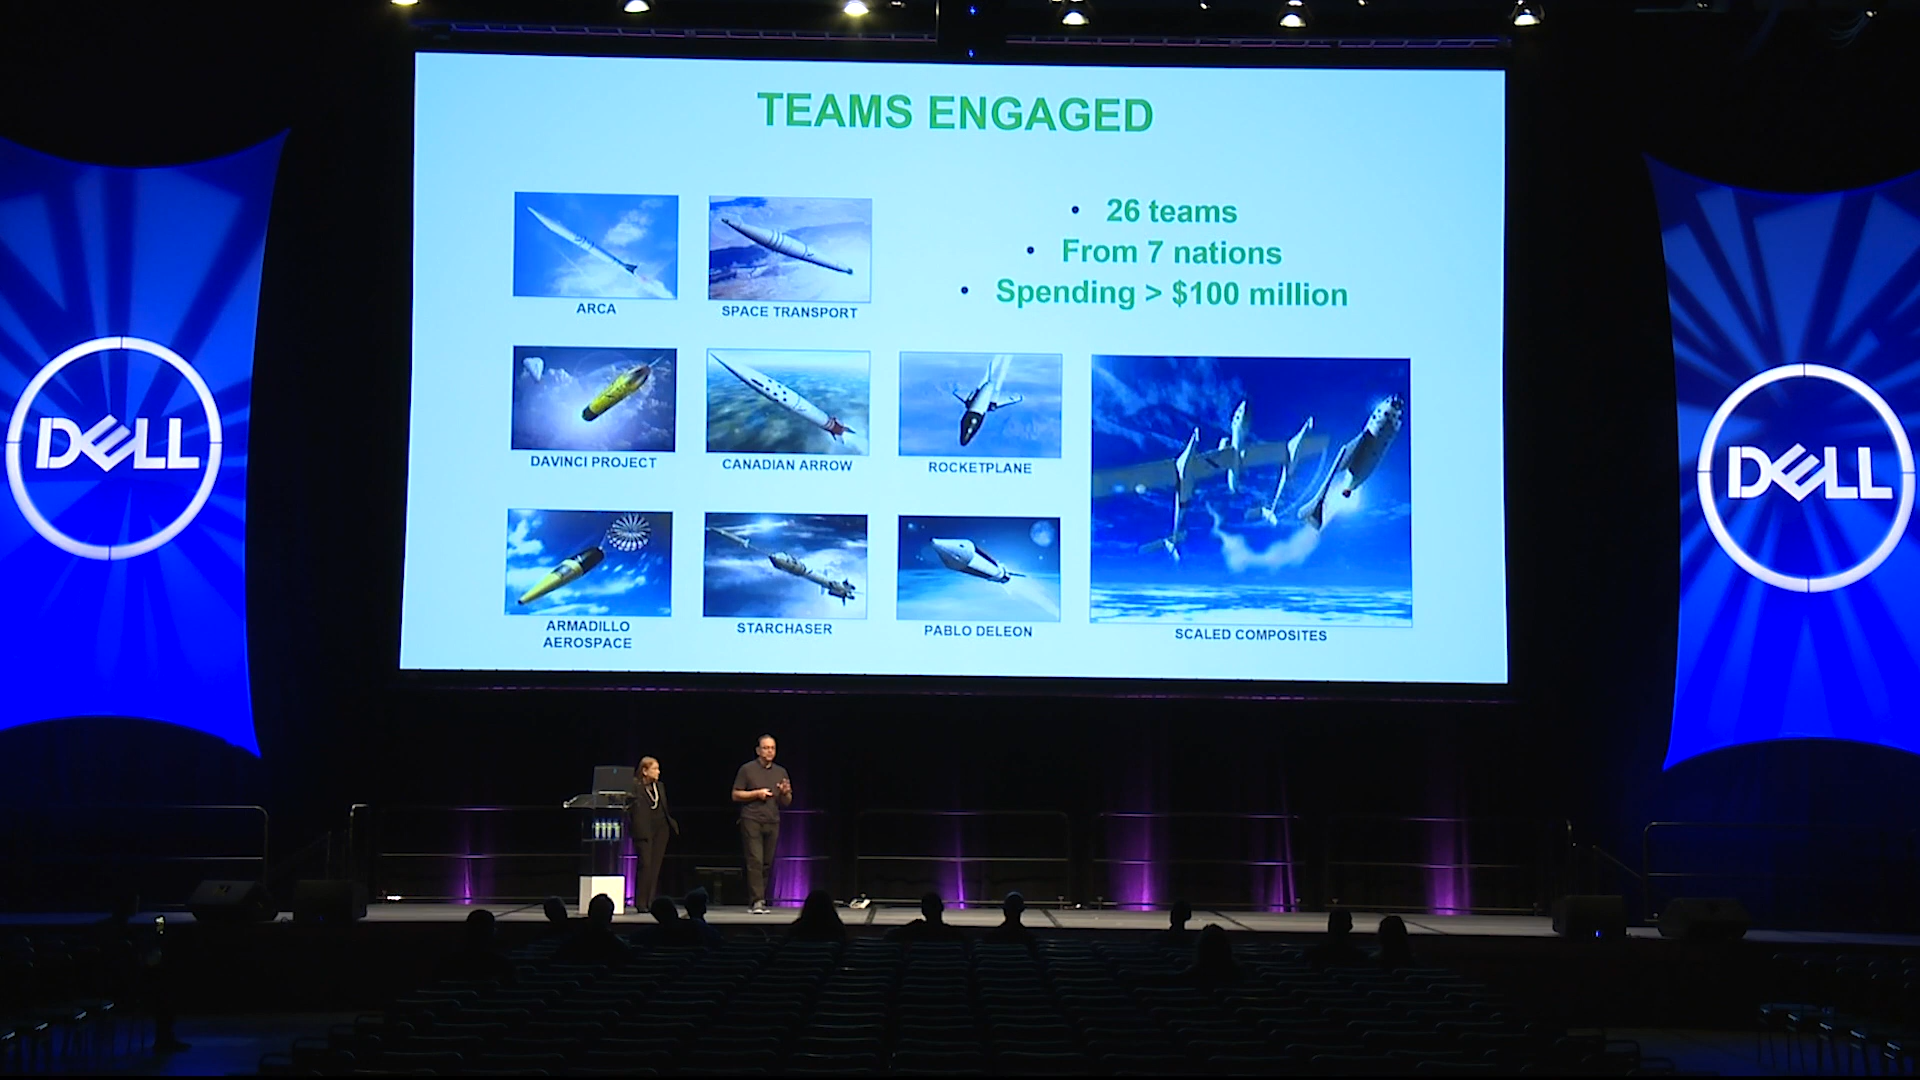 TEAMS ENGAGED
• 26 teams
• From 7 nations
• Spending > $100 million
ARCA
SPACE TRANSPORT
DAVINCI PROJECT
CANADIAN ARROW
ROCKETPLANE
ARMADILLO
AEROSPACE
STARCHASER
PABLO DELEON
SCALED COMPOSITES
DELL
DELL